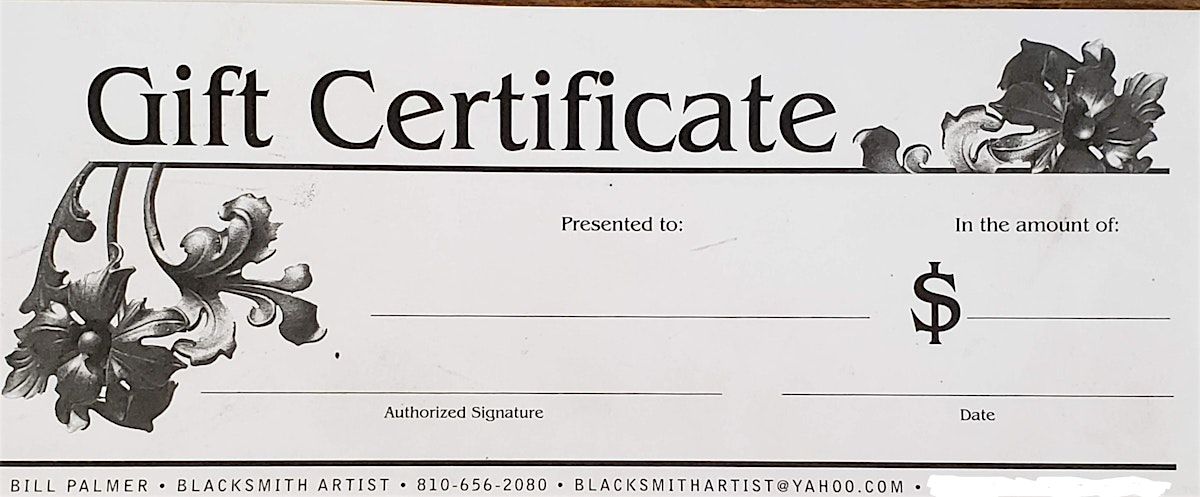 Gift Certificate
Presented to:
In the amount of:
$
Authorized Signature
Date
BILL PALMER • BLACKSMITH ARTIST • 810-656-2080 • BLACKSMITHARTIST@YAHOO.COM •